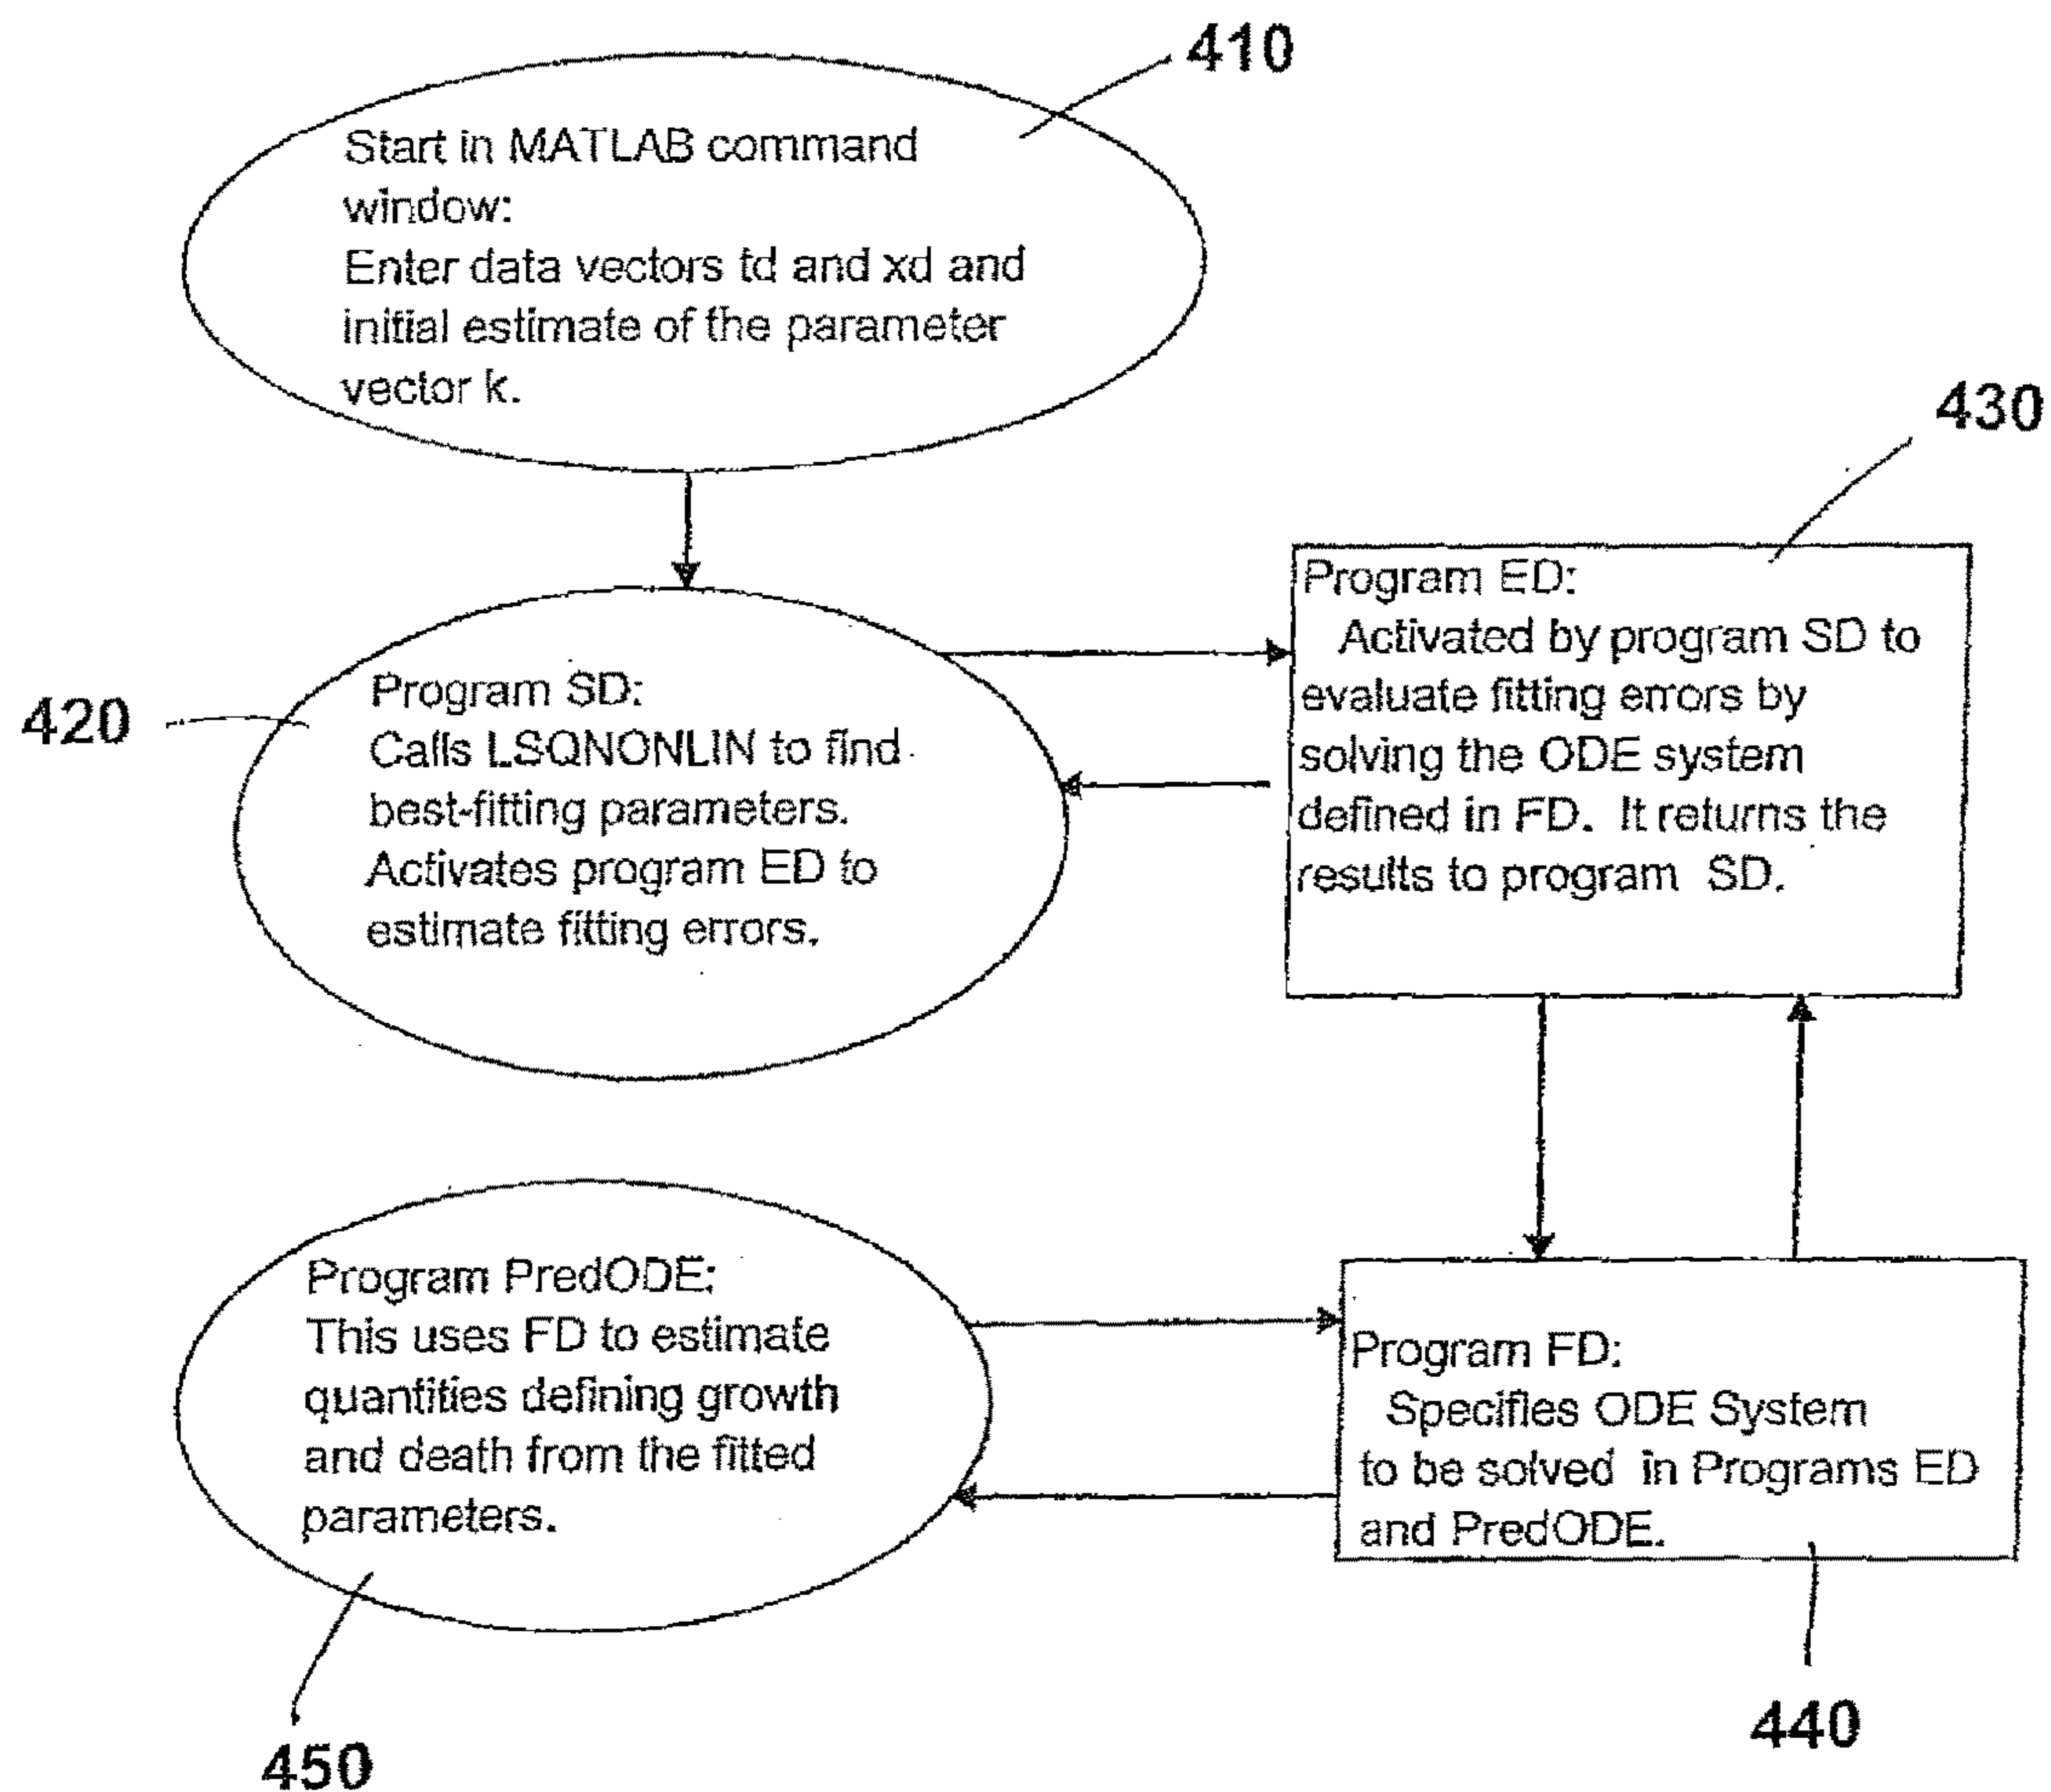 410
Start in MATLAB command
window:
Enter data vectors td and xd and
initial estimate of the parameter
vector k.
430
Program ED:
Activated by program SD to
evaluate fitting errors by
solving the ODE system
defined in FD. It returns the
results to program SD.
420
Program SD:
Calls LSQNONLIN to find
best-fitting parameters.
Activates program ED to
estimate fitting errors.
Program PredODE:
This uses FD to estimate
quantities defining growth
and death from the fitted
parameters.
450
Program FD:
Specifies ODE System
to be solved in Programs ED
and PredODE.
440